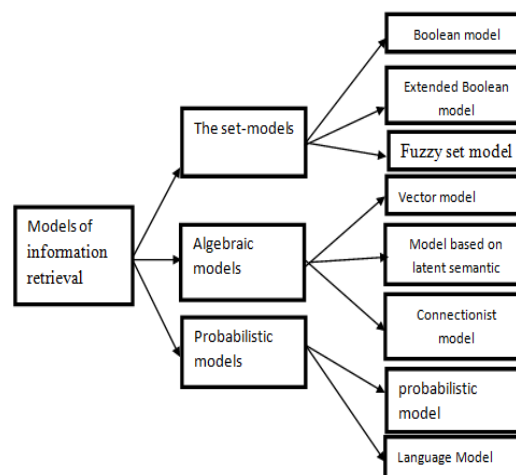 Boolean model
Extended Boolean
model
The set-models
Fuzzy set model
Vector model
Models of
information
retrieval
Algebraic
models
Model based on
latent semantic
Connectionist
model
Probabilistic
models
probabilistic
model
Language Model